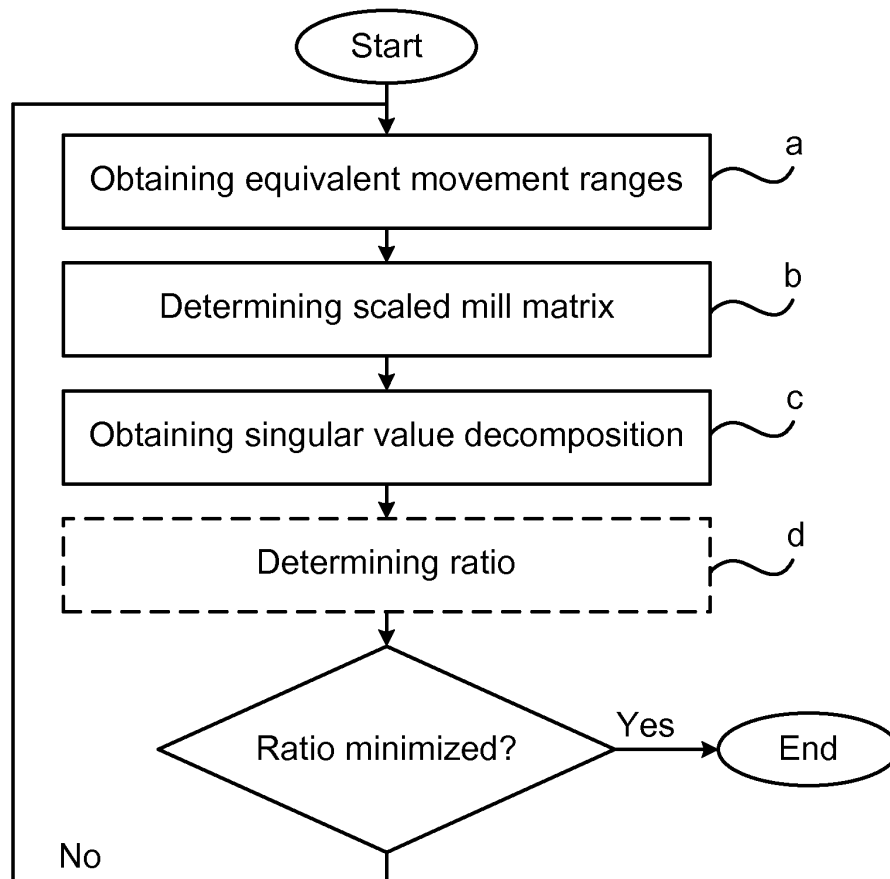 Start
Obtaining equivalent movement ranges
a
Determining scaled mill matrix
b
Obtaining singular value decomposition
c
Determining ratio
d
Ratio minimized?
Yes
End
No